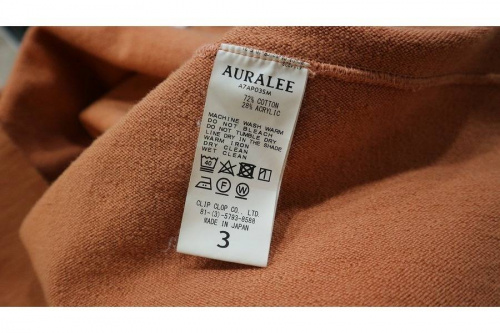 AURALEE
A7AP03SM
72% COTTON
28% ACRYLIC
MACHINE WASH WARM
DO NOT BLEACH
DO NOT TUMBLE DRY
LINE DRY IN THE SHADE
WARM IRON
DRY CLEAN
WET CLEAN
40
F W
CLIP CLOP CO., LTD.
81-(3)-5793-8588
MADE IN JAPAN
3